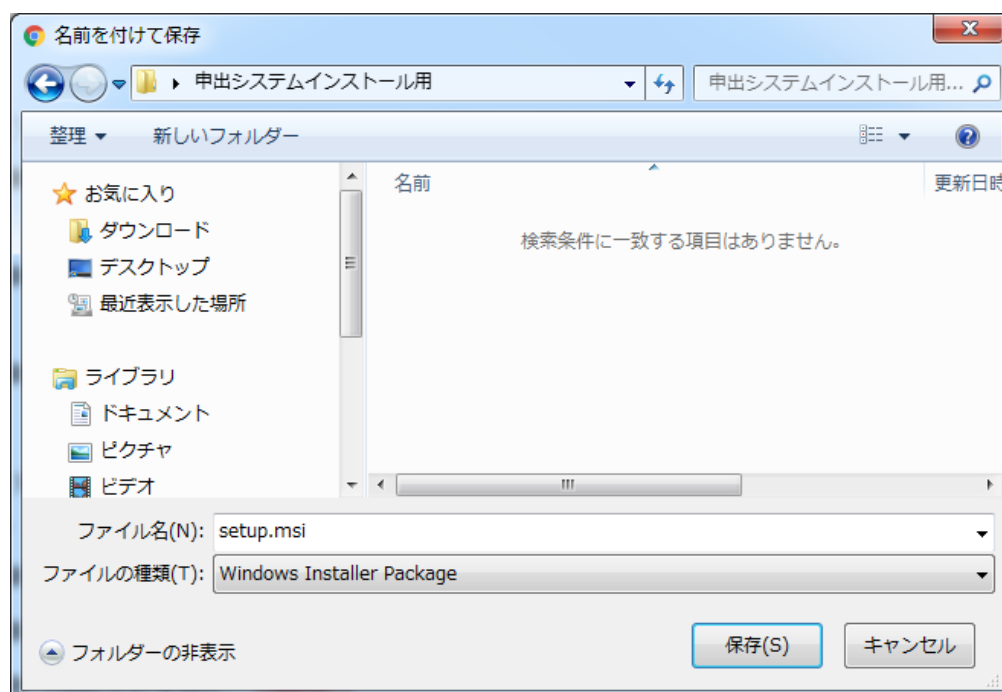 名前を付けて保存
申出システムインストール用
申出システムインストール用...
整理
新しいフォルダー
お気に入り
ダウンロード
デスクトップ
最近表示した場所
ライブラリ
ドキュメント
ピクチャ
ビデオ
名前
更新日時
検索条件に一致する項目はありません。
ファイル名(N):
setup.msi
ファイルの種類(T):
Windows Installer Package
フォルダーの非表示
保存(S)
キャンセル